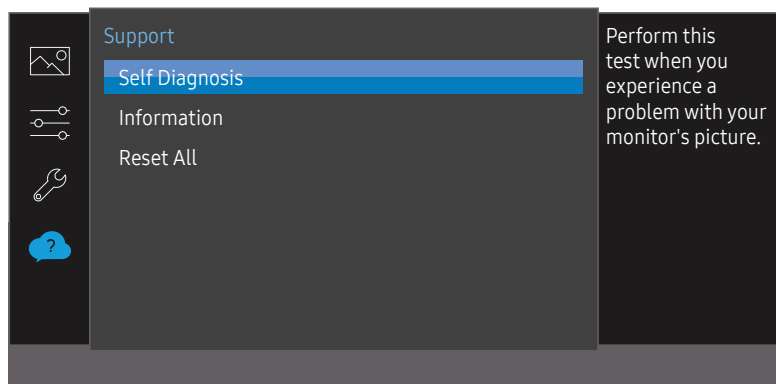 Support
Self Diagnosis
Information
Reset All
Perform this
test when you
experience a
problem with your
monitor's picture.
?